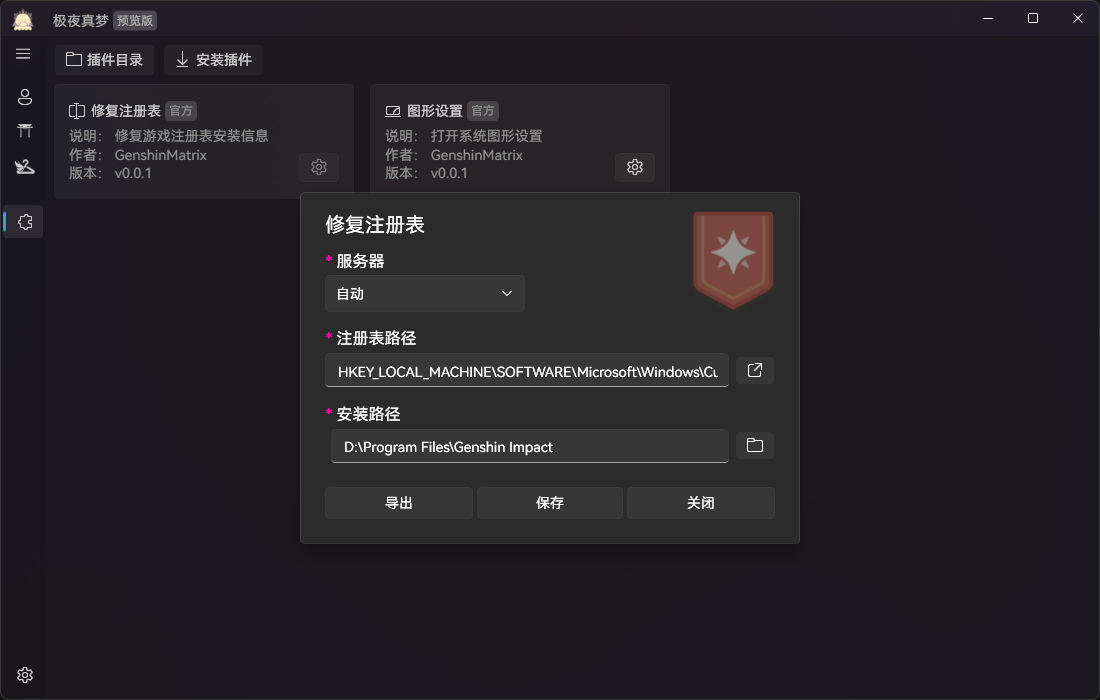 极夜真梦 预览版
插件目录 安装插件
修复注册表 官方
说明： 修复游戏注册表安装信息
作者： GenshinMatrix
版本： v0.0.1
图形设置 官方
说明： 打开系统图形设置
作者： GenshinMatrix
版本： v0.0.1
修复注册表
* 服务器
自动
* 注册表路径
HKEY_LOCAL_MACHINE\SOFTWARE\Microsoft\Windows\Cu
* 安装路径
D:\Program Files\Genshin Impact
导出 保存 关闭